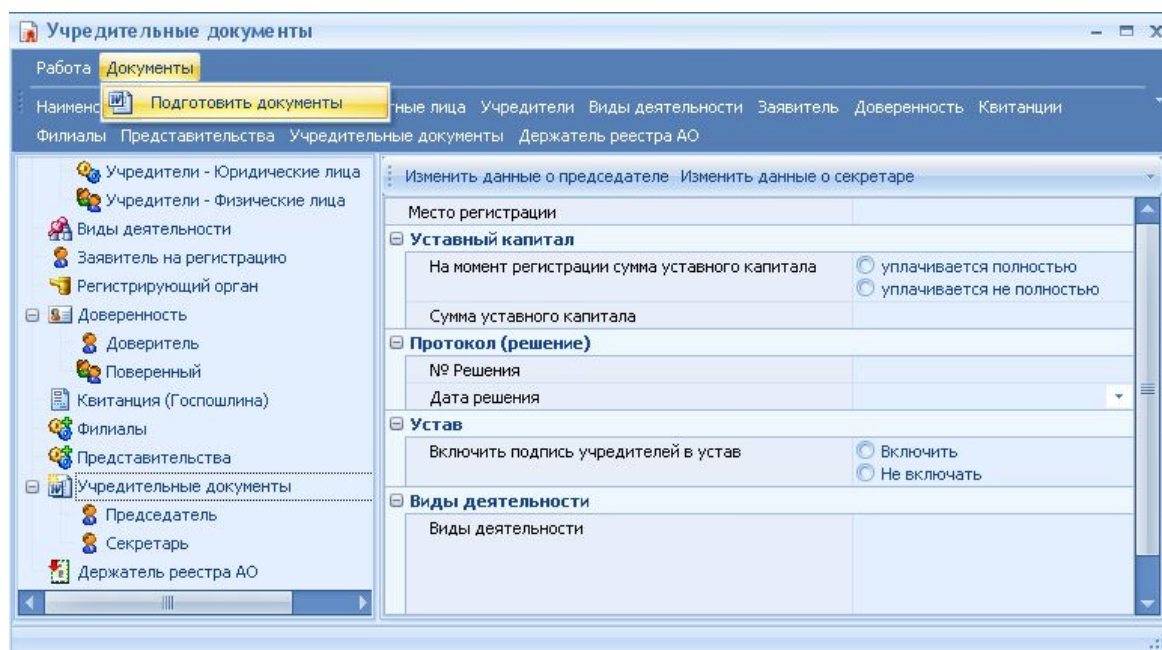 Учредительные документы
Работа Документы
Подготовить документы
Наименс тные лица Учредители Виды деятельности Заявитель Доверенность Квитанции
Филиалы Представительства Учредительные документы Держатель реестра АО
Учредители - Юридические лица
Учредители - Физические лица
Виды деятельности
Заявитель на регистрацию
Регистрирующий орган
Доверенность
Доверитель
Поверенный
Квитанция (Госпошлина)
Филиалы
Представительства
Учредительные документы
Председатель
Секретарь
Держатель реестра АО
Изменить данные о председателе Изменить данные о секретаре
Место регистрации
Уставный капитал
На момент регистрации сумма уставного капитала
уплачивается полностью
уплачивается не полностью
Сумма уставного капитала
Протокол (решение)
№ Решения
Дата решения
Устав
Включить подпись учредителей в устав
Включить
Не включать
Виды деятельности
Виды деятельности